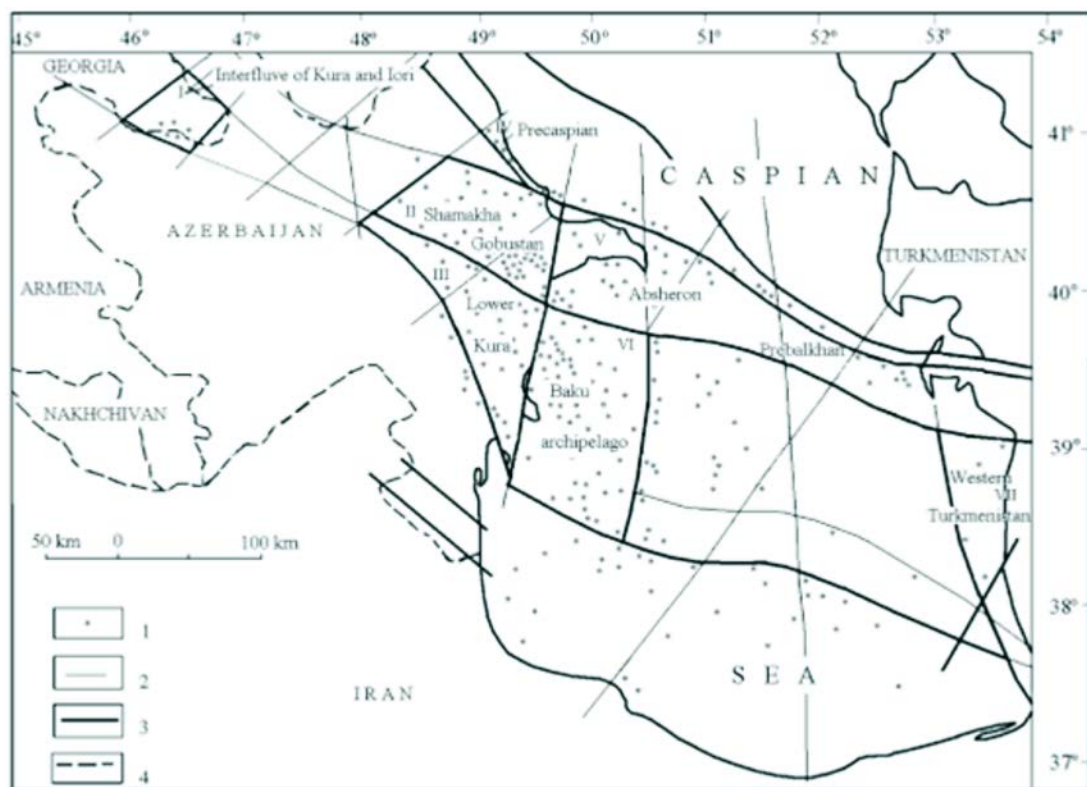 45° 46° 47° 48° 49° 50° 51° 52° 53° 54°
GEORGIA
Interfluve of Kura and Iori
I
IV
Precaspian
41°
CASPIAN
II
Shamakha
AZERBAIJAN
Gobustan
V
TURKMENISTAN
III
ARMENIA
Lower
Absheron
40°
Kura
VI
Prebalkhan
NAKHCHIVAN
Baku
archipelago
39°
Western
VII
Turkmenistan
50 km 0 100 km
38°
1
2
SEA
IRAN
3
4
37°